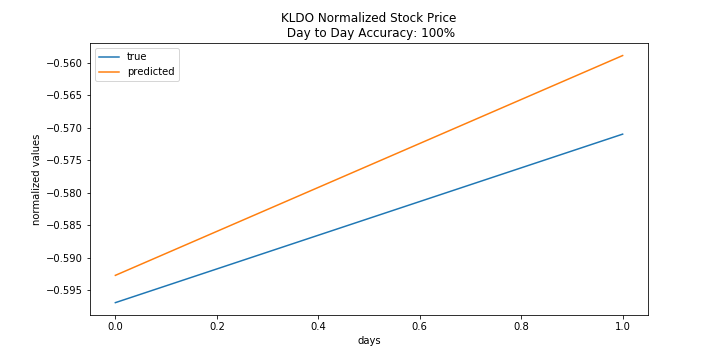 KLDO Normalized Stock Price
Day to Day Accuracy: 100%
true
predicted
normalized values
−0.560
−0.565
−0.570
−0.575
−0.580
−0.585
−0.590
−0.595
0.0 0.2 0.4 0.6 0.8 1.0
days